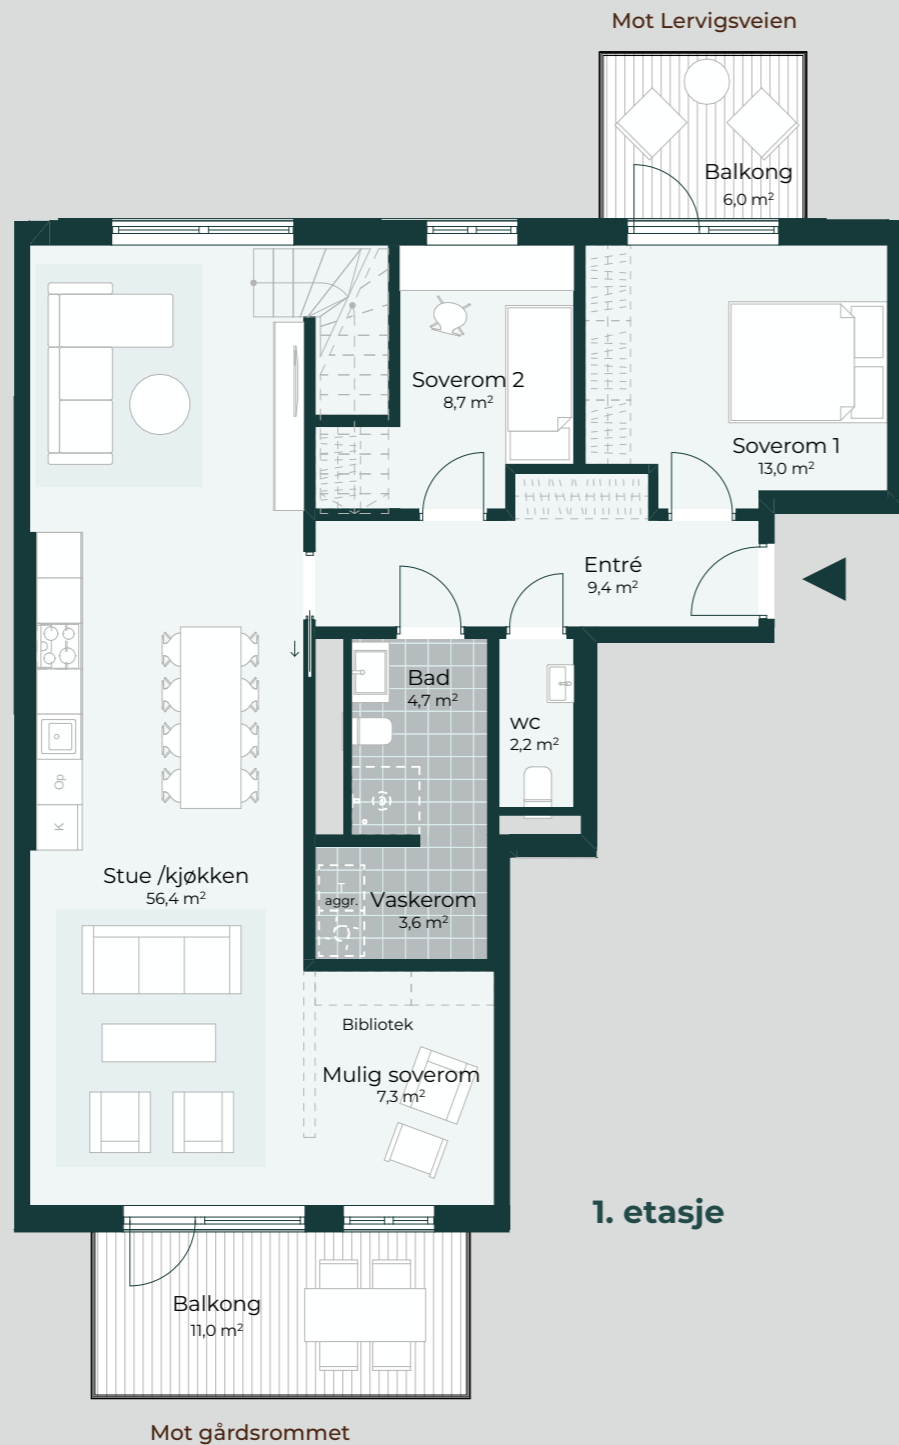 Mot Lervigsveien
Balkong
6,0 m²
Soverom 2
8,7 m²
Soverom 1
13,0 m²
Entré
9,4 m²
Bad
4,7 m²
wc
2,2 m²
Op
K
Stue /kjøkken
56,4 m²
aggr.
Vaskerom
3,6 m²
Bibliotek
Mulig soverom
7,3 m²
1. etasje
Balkong
11,0 m²
Mot gårdsrommet